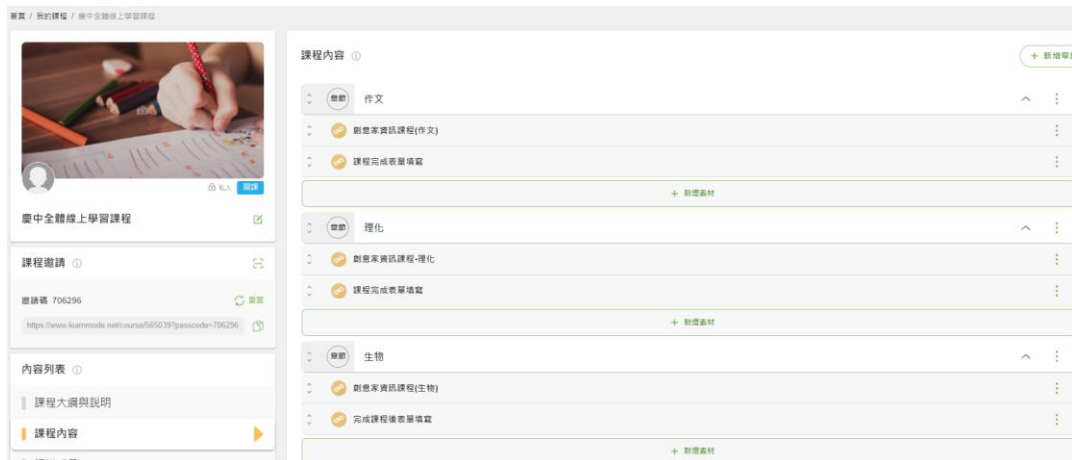 首頁 / 我的課程 / 慶中全體線上學習課程
私人 開課
慶中全體線上學習課程
課程邀請
邀請碼 706296
重置
https://www.learnmode.net/course/565039?passcode=706296
內容列表
課程大綱與說明
課程內容
課程內容
+ 新增章節
章節 作文
創意家資訊課程(作文)
課程完成表單填寫
+ 新增素材
章節 理化
創意家資訊課程-理化
課程完成表單填寫
+ 新增素材
章節 生物
創意家資訊課程(生物)
完成課程後表單填寫
+ 新增素材